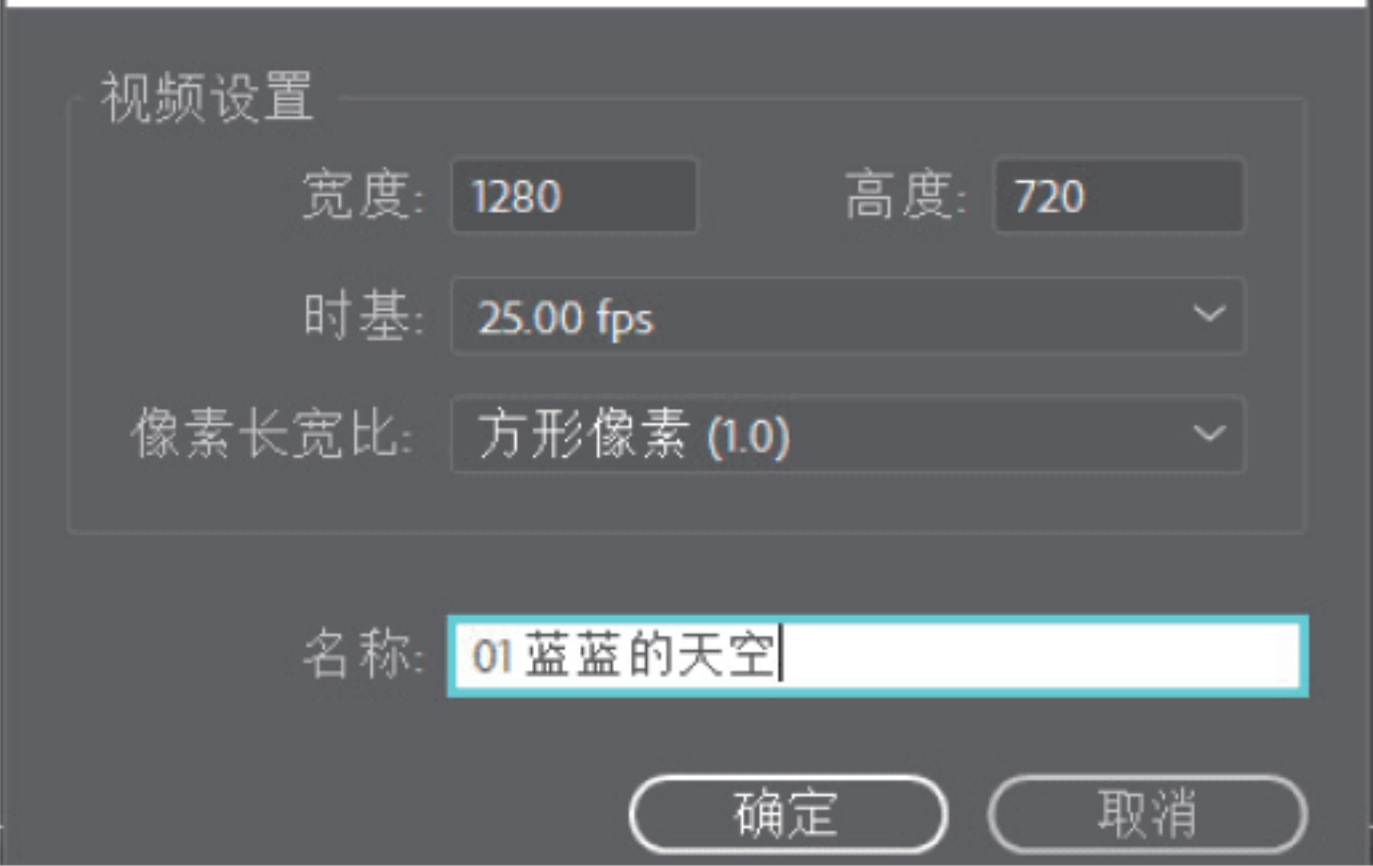 视频设置
宽度: 1280 高度: 720
时基: 25.00 fps
像素长宽比: 方形像素 (1.0)
名称: 01 蓝蓝的天空
确定 取消